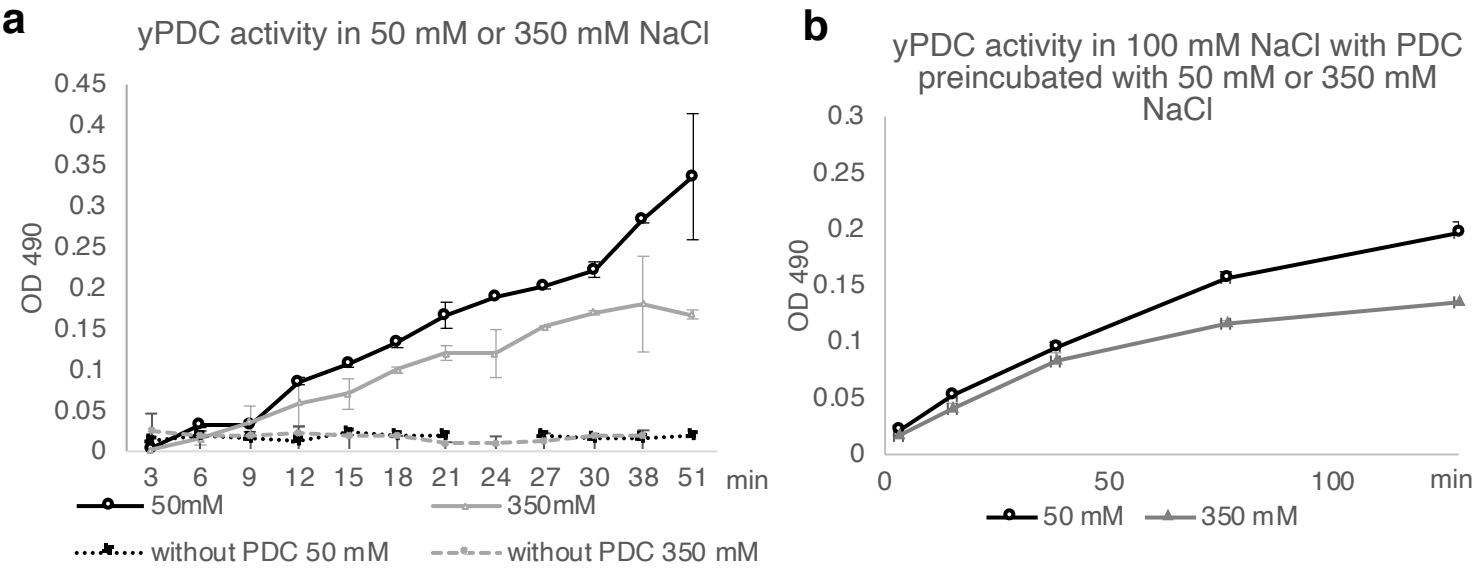 a
yPDC activity in 50 mM or 350 mM NaCl
OD 490
0.45
0.4
0.35
0.3
0.25
0.2
0.15
0.1
0.05
0
3 6 9 12 15 18 21 24 27 30 38 51 min
50mM 350mM
without PDC 50 mM without PDC 350 mM
b
yPDC activity in 100 mM NaCl with PDC
preincubated with 50 mM or 350 mM
NaCl
OD 490
0.3
0.25
0.2
0.15
0.1
0.05
0
0 50 100 min
50 mM 350 mM